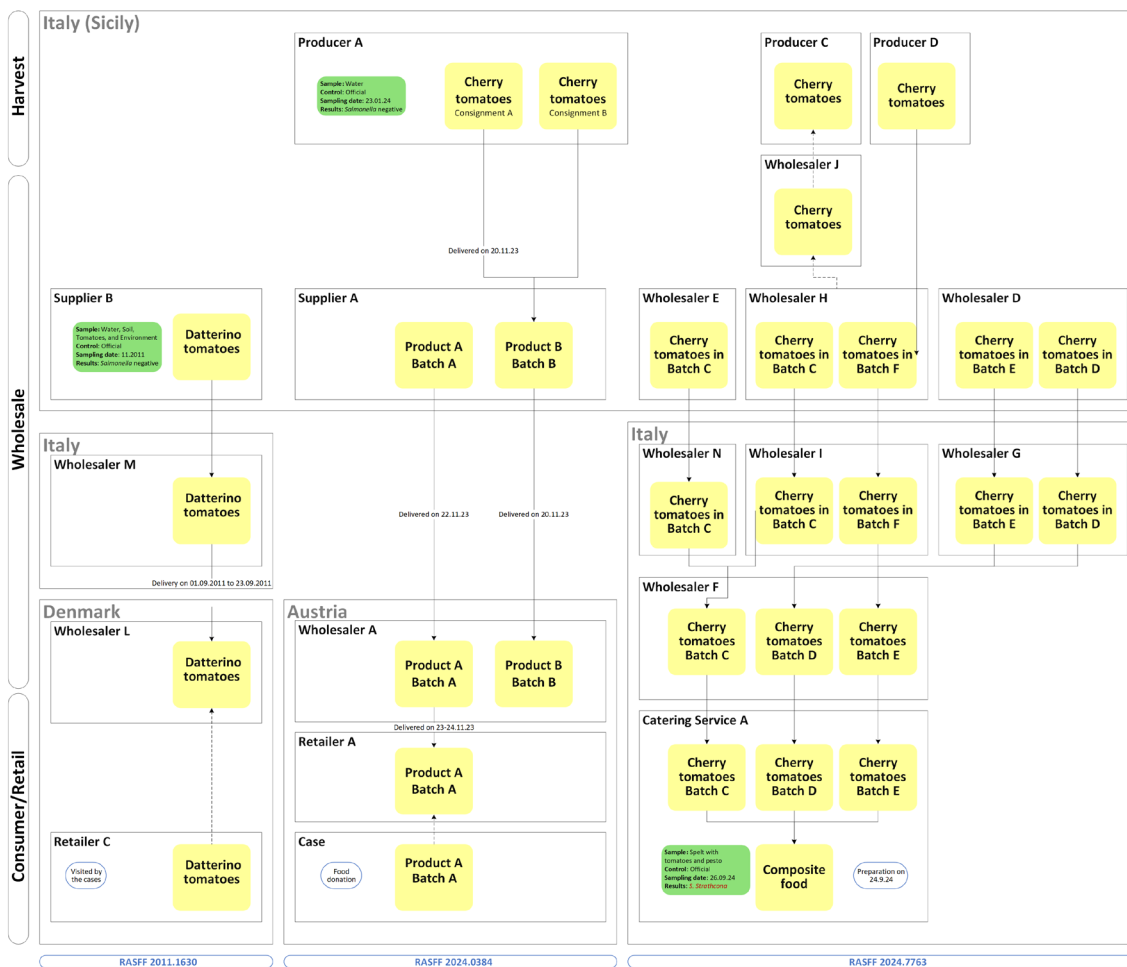 Italy (Sicily)
Harvest
Producer A
Sample: Water
Control: Official
Sampling date: 23.01.24
Results: Salmonella negative
Cherry
tomatoes
Consignment A
Cherry
tomatoes
Consignment B
Producer C
Cherry
tomatoes
Producer D
Cherry
tomatoes
Wholesaler J
Cherry
tomatoes
Delivered on 20.11.23
Wholesale
Supplier B
Sample: Water, Soil,
Tomatoes, and Environment
Control: Official
Sampling date: 11.2011
Results: Salmonella negative
Datterino
tomatoes
Supplier A
Product A
Batch A
Product B
Batch B
Wholesaler E
Cherry
tomatoes in
Batch C
Wholesaler H
Cherry
tomatoes in
Batch C
Cherry
tomatoes in
Batch F
Wholesaler D
Cherry
tomatoes in
Batch E
Cherry
tomatoes in
Batch D
Italy
Wholesaler M
Datterino
tomatoes
Delivery on 01.09.2011 to 23.09.2011
Delivered on 22.11.23
Delivered on 20.11.23
Italy
Wholesaler N
Cherry
tomatoes in
Batch C
Wholesaler I
Cherry
tomatoes in
Batch C
Cherry
tomatoes in
Batch F
Wholesaler G
Cherry
tomatoes in
Batch E
Cherry
tomatoes in
Batch D
Denmark
Wholesaler L
Datterino
tomatoes
Austria
Wholesaler A
Product A
Batch A
Product B
Batch B
Delivered on 23-24.11.23
Wholesaler F
Cherry
tomatoes
Batch C
Cherry
tomatoes
Batch D
Cherry
tomatoes
Batch E
Consumer/Retail
Retailer A
Product A
Batch A
Catering Service A
Cherry
tomatoes
Batch C
Cherry
tomatoes
Batch D
Cherry
tomatoes
Batch E
Retailer C
Visited by
the cases
Datterino
tomatoes
Case
Food
donation
Product A
Batch A
Sample: Spelt with
tomatoes and pesto
Control: Official
Sampling date: 26.09.24
Results: S. Strathcona
Composite
food
Preparation on
24.9.24
RASFF 2011.1630
RASFF 2024.0384
RASFF 2024.7763